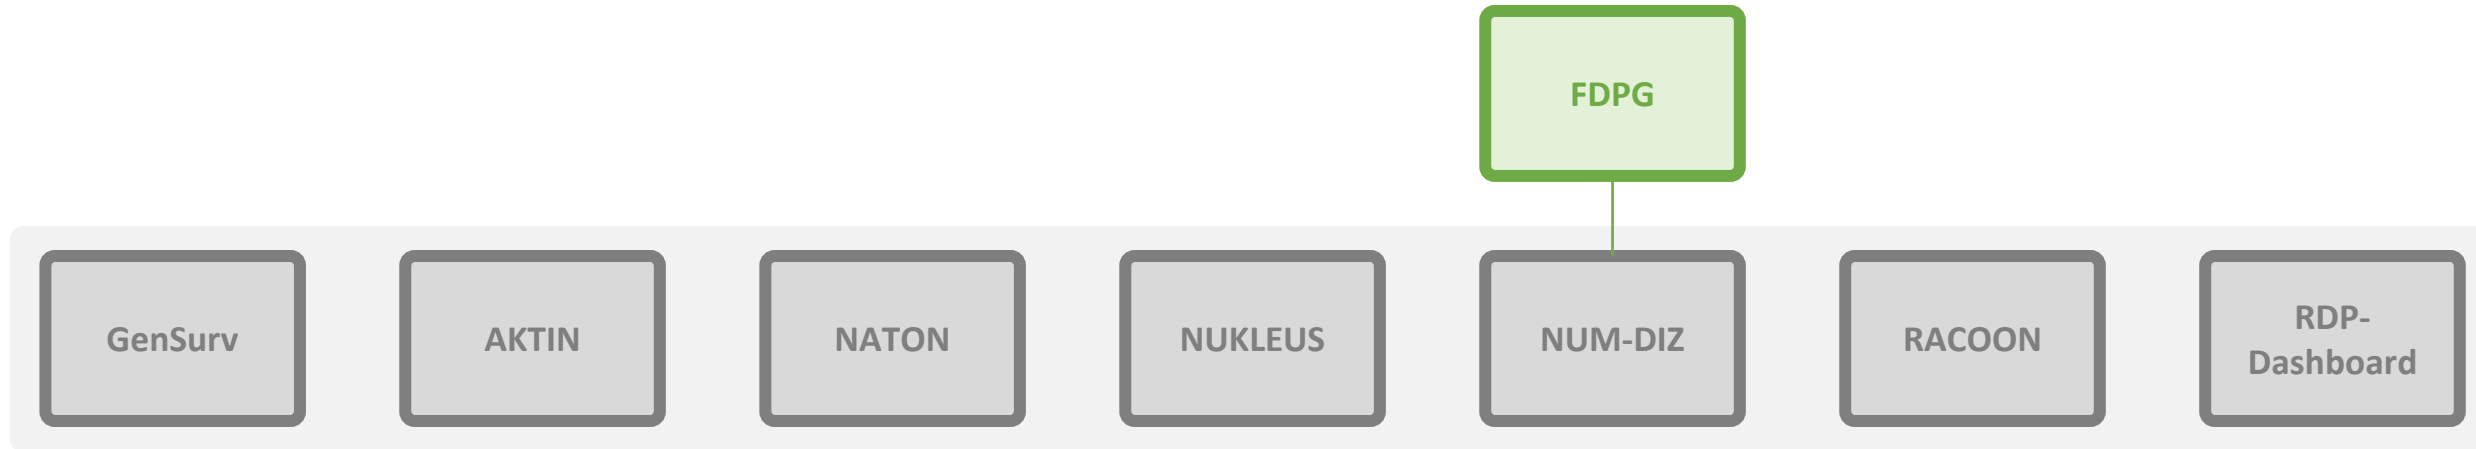 FDPG
GenSurv
AKTIN
NATON
NUKLEUS
NUM-DIZ
RACOON
RDP-
Dashboard